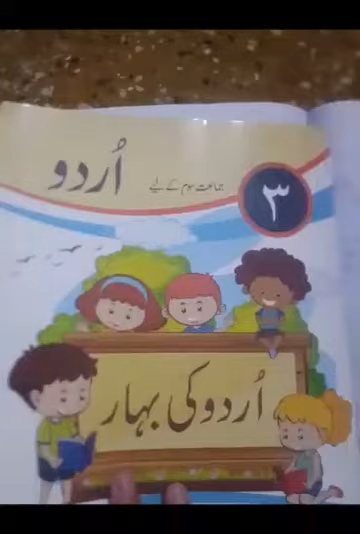 اُردو
جماعت سوم کے لیے
۳
اُردو کی بہار